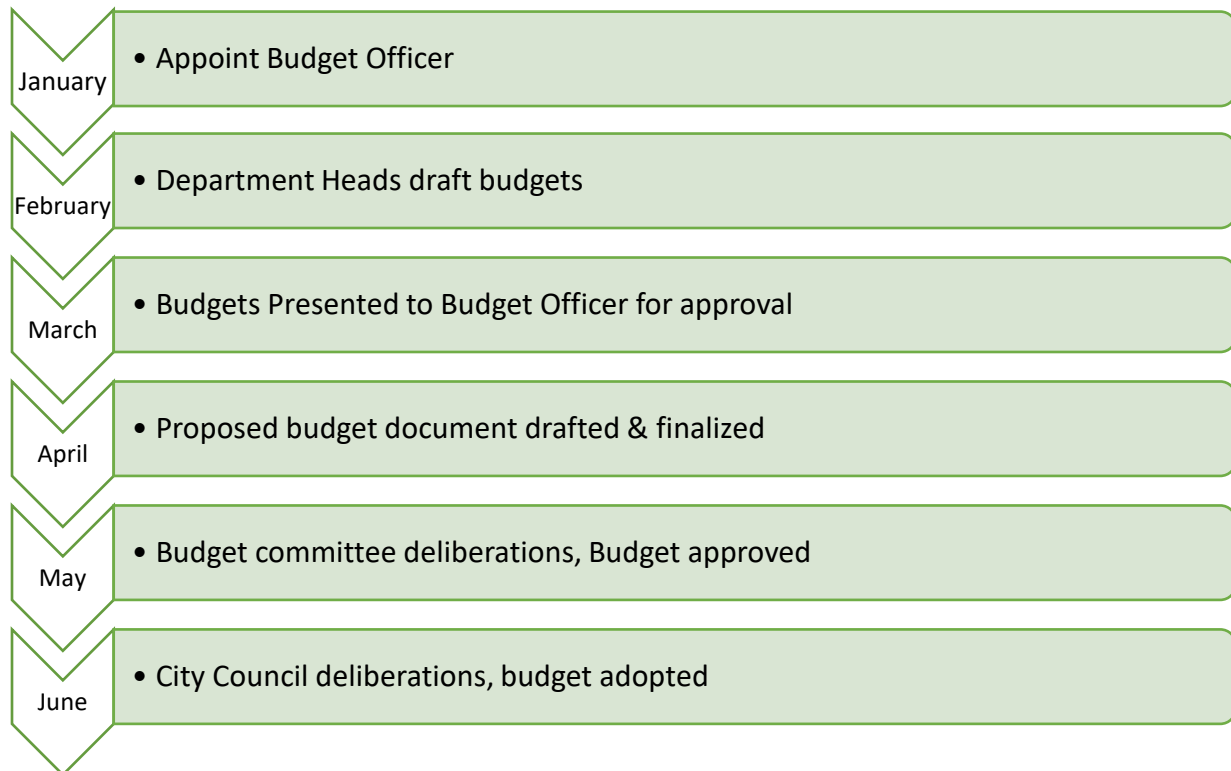 January
• Appoint Budget Officer
February
• Department Heads draft budgets
March
• Budgets Presented to Budget Officer for approval
April
• Proposed budget document drafted & finalized
May
• Budget committee deliberations, Budget approved
June
• City Council deliberations, budget adopted